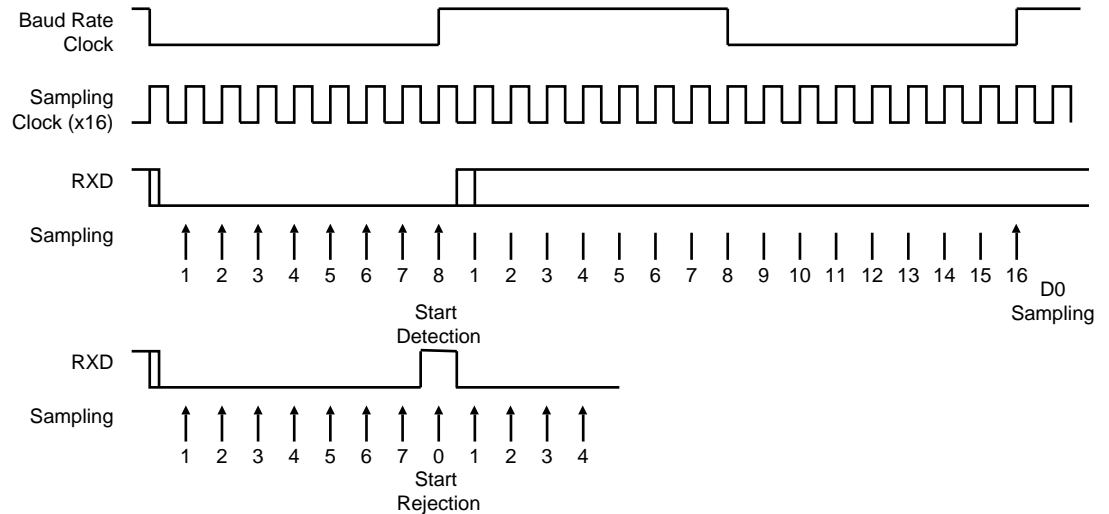 Baud Rate
Clock
Sampling
Clock (x16)
RXD
Sampling
1 2 3 4 5 6 7 8 1 2 3 4 5 6 7 8 9 10 11 12 13 14 15 16
D0
Sampling
Start
Detection
RXD
Sampling
1 2 3 4 5 6 7 0 1 2 3 4
Start
Rejection